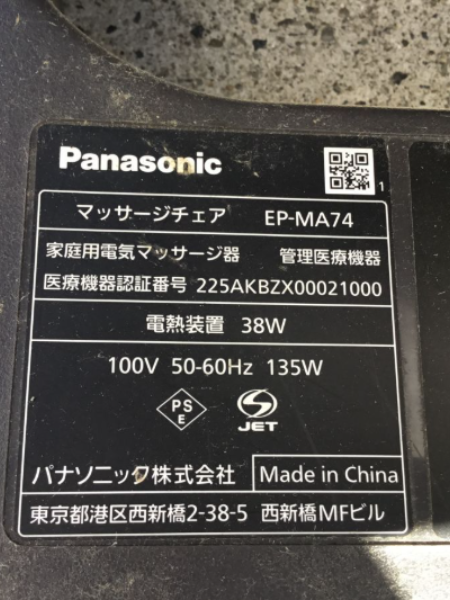 Panasonic
1
マッサージチェア EP-MA74
家庭用電気マッサージ器 管理医療機器
医療機器認証番号 225AKBZX00021000
電熱装置 38W
100V 50-60Hz 135W
PS
E
JET
パナソニック株式会社 Made in China
東京都港区西新橋2-38-5 西新橋MFビル